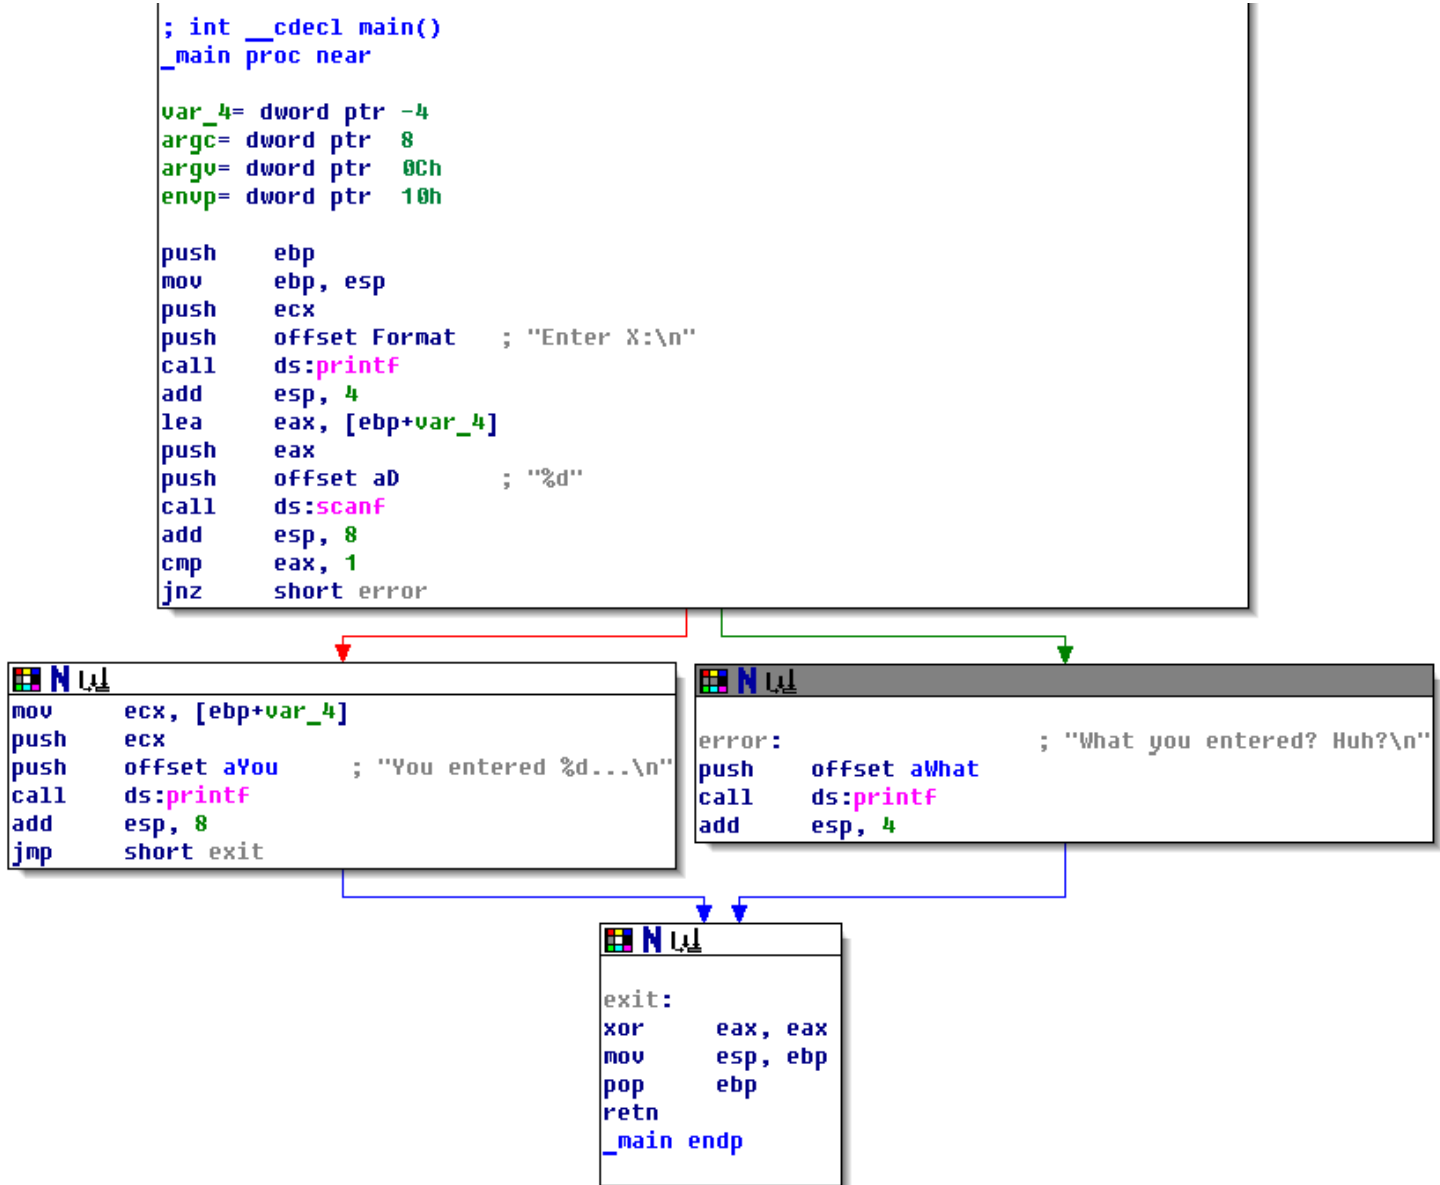 ; int __cdecl main()
_main proc near
var_4= dword ptr -4
argc= dword ptr  8
argv= dword ptr  0Ch
envp= dword ptr  10h
push    ebp
mov     ebp, esp
push    ecx
push    offset Format   ; "Enter X:\n"
call    ds:printf
add     esp, 4
lea     eax, [ebp+var_4]
push    eax
push    offset aD       ; "%d"
call    ds:scanf
add     esp, 8
cmp     eax, 1
jnz     short error
mov     ecx, [ebp+var_4]
push    ecx
push    offset aYou     ; "You entered %d...\n"
call    ds:printf
add     esp, 8
jmp     short exit
error:                  ; "What you entered? Huh?\n"
push    offset aWhat
call    ds:printf
add     esp, 4
exit:
xor     eax, eax
mov     esp, ebp
pop     ebp
retn
_main endp